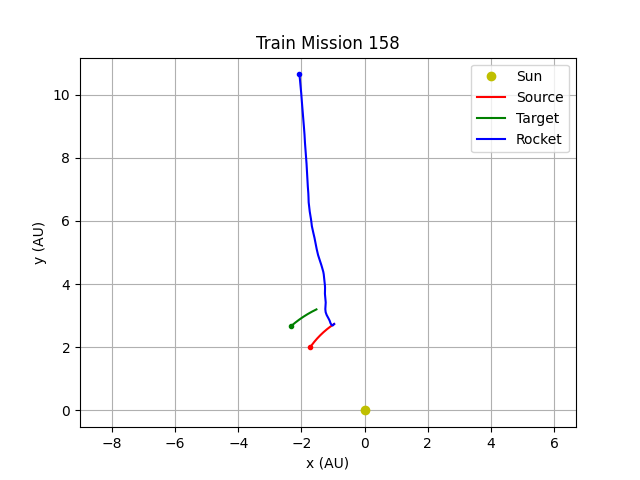 Train Mission 158
Sun
Source
Target
Rocket
y (AU)
10
8
6
4
2
0
−8
−6
−4
−2
0
2
4
6
x (AU)